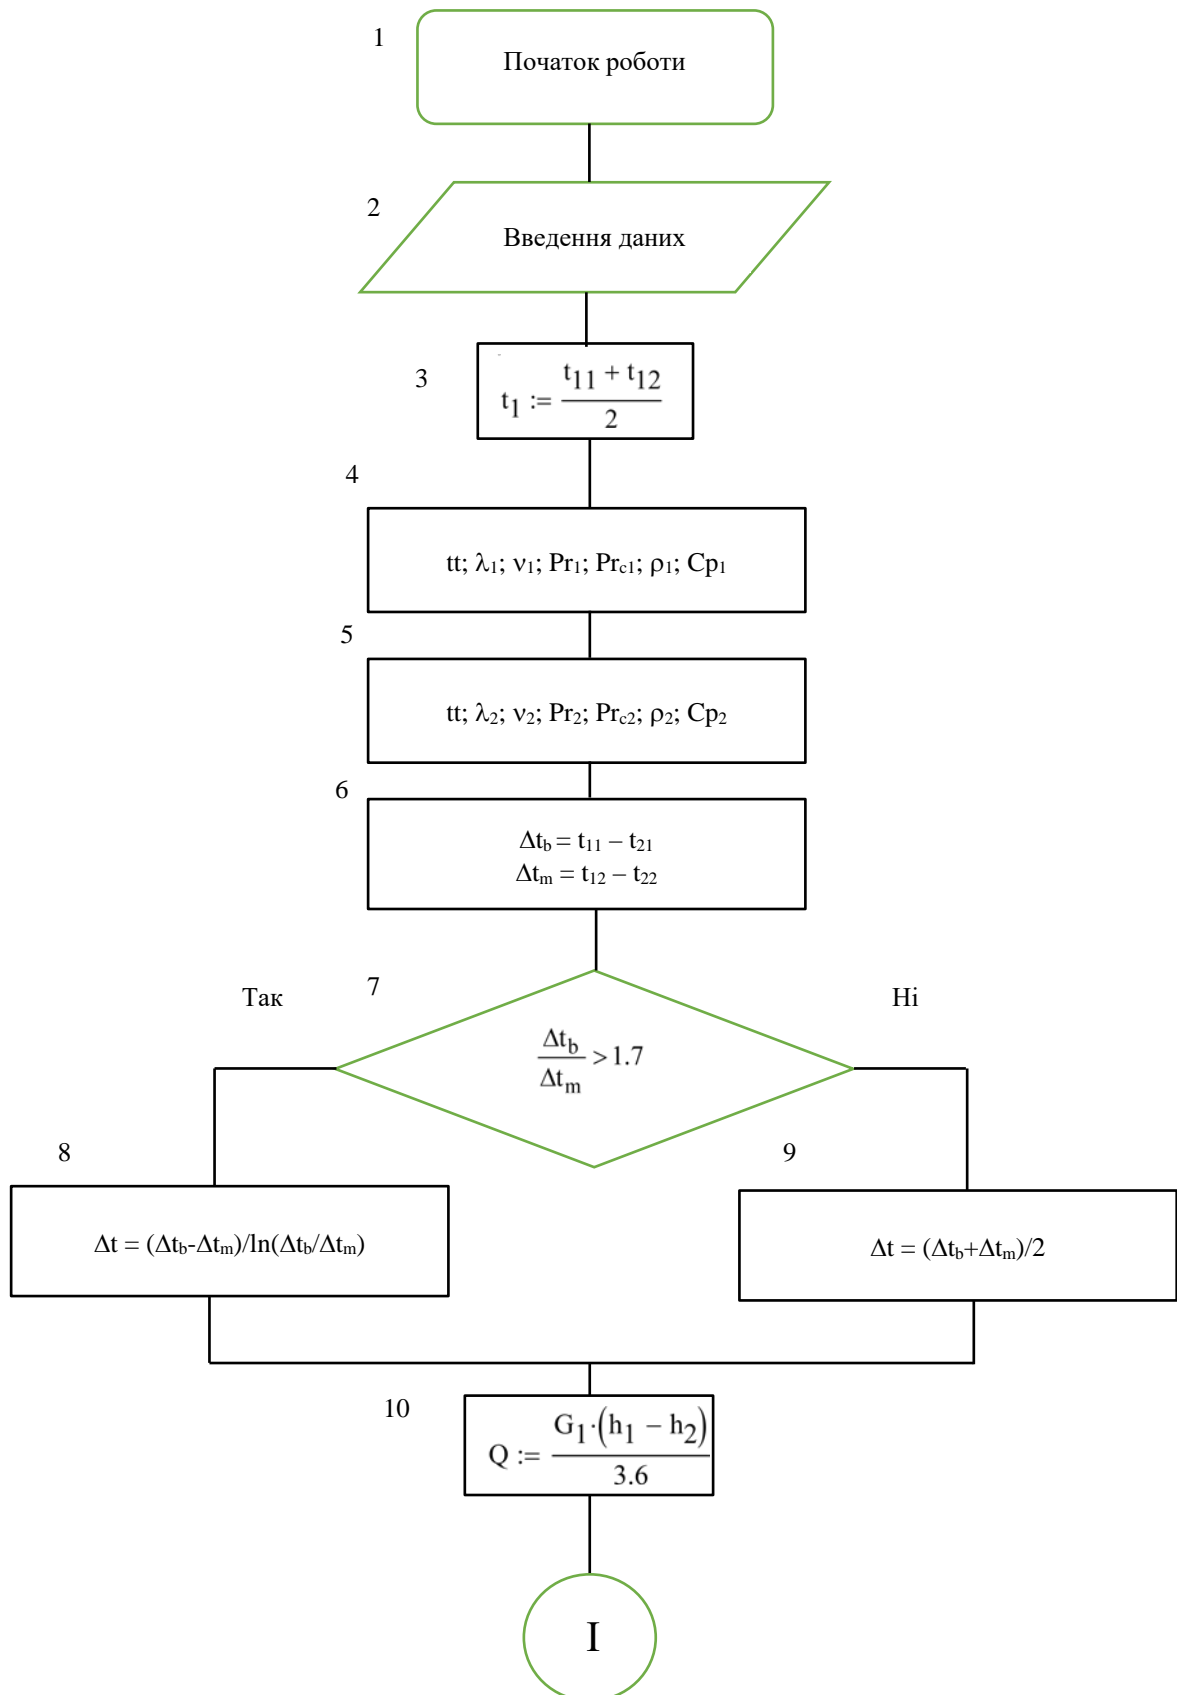 1
Початок роботи
2
Введення даних
3
t₁ := (t₁₁ + t₁₂)/2
4
tt; λ₁; ν₁; Pr₁; Prc₁; ρ₁; Cp₁
5
tt; λ₂; ν₂; Pr₂; Prc₂; ρ₂; Cp₂
6
Δtb = t₁₁ – t₂₁
Δtm = t₁₂ – t₂₂
Так
7
Ні
Δtb/Δtm > 1.7
8
9
Δt = (Δtb-Δtm)/ln(Δtb/Δtm)
Δt = (Δtb+Δtm)/2
10
Q := G₁·(h₁ − h₂)/3.6
I